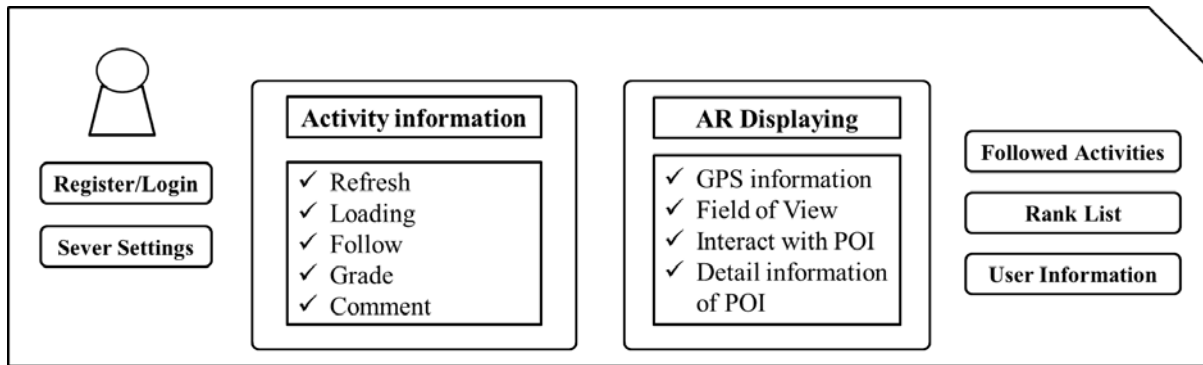 Register/Login
Sever Settings
Activity information
✓ Refresh
✓ Loading
✓ Follow
✓ Grade
✓ Comment
AR Displaying
✓ GPS information
✓ Field of View
✓ Interact with POI
✓ Detail information
of POI
Followed Activities
Rank List
User Information